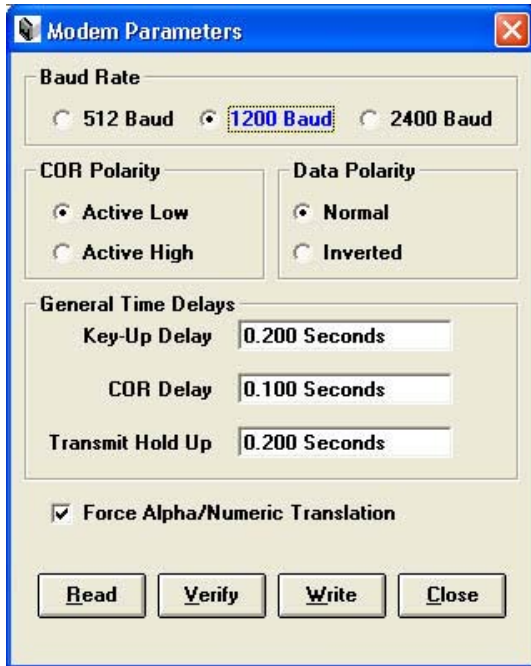 Modem Parameters
Baud Rate
512 Baud 1200 Baud 2400 Baud
COR Polarity
Active Low
Active High
Data Polarity
Normal
Inverted
General Time Delays
Key-Up Delay 0.200 Seconds
COR Delay 0.100 Seconds
Transmit Hold Up 0.200 Seconds
Force Alpha/Numeric Translation
Read Verify Write Close